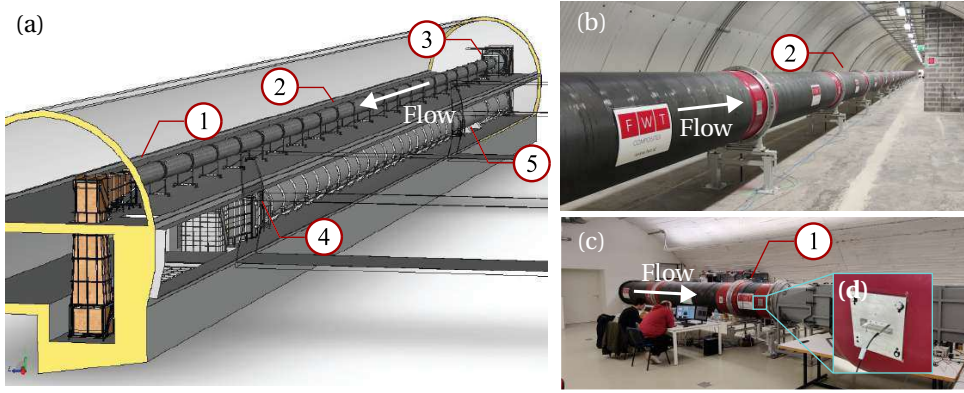 (a)
3
2
Flow
1
5
4
(b)
2
FWT
COMPOSITES
Flow
(c)
1
Flow
(d)